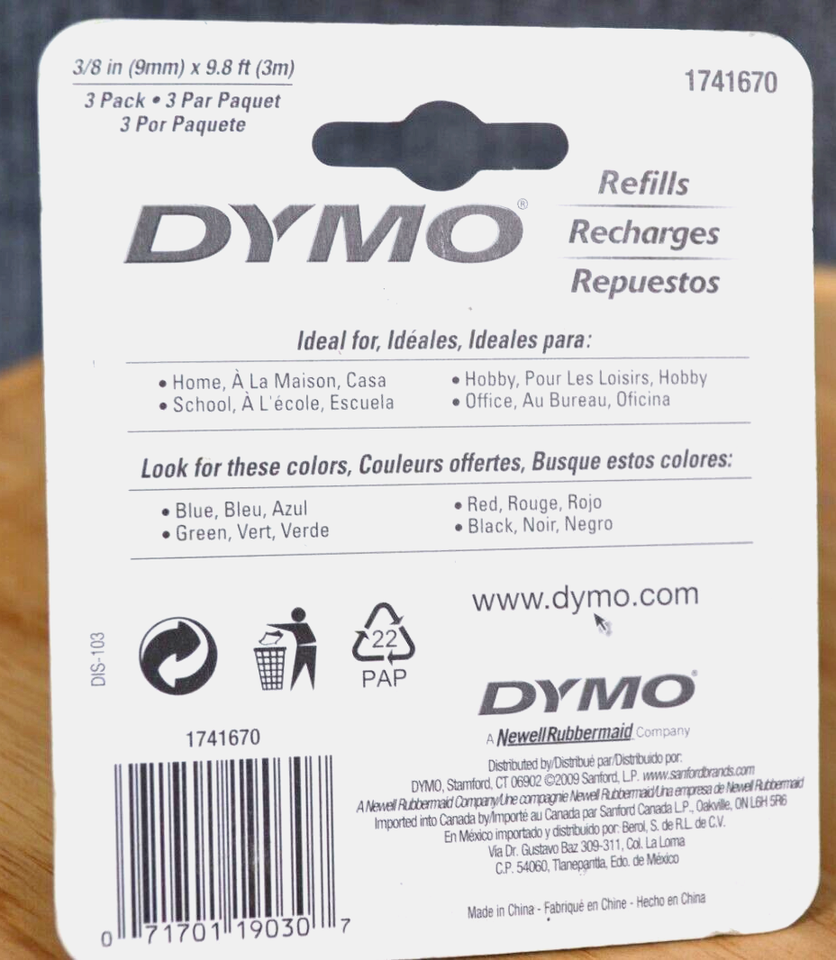 3/8 in (9mm) x 9.8 ft (3m)
3 Pack • 3 Par Paquet
3 Por Paquete
1741670
DYMO®
Refills
Recharges
Repuestos
Ideal for, Idéales, Ideales para:
• Home, À La Maison, Casa
• School, À L'école, Escuela
• Hobby, Pour Les Loisirs, Hobby
• Office, Au Bureau, Oficina
Look for these colors, Couleurs offertes, Busque estos colores:
• Blue, Bleu, Azul
• Green, Vert, Verde
• Red, Rouge, Rojo
• Black, Noir, Negro
DIS-103
22
PAP
www.dymo.com
DYMO®
A NewellRubbermaid Company
1741670
0 71701 19030 7
Distributed by/Distribué par/Distribuido por:
DYMO, Stamford, CT 06902 ©2009 Sanford, L.P. www.sanfordbrands.com
A Newell Rubbermaid Company/Une compagnie Newell Rubbermaid/Una empresa de Newell Rubbermaid
Imported into Canada by/Importé au Canada par Sanford Canada L.P., Oakville, ON L6H 5R6
En México importado y distribuido por: Berol, S. de R.L. de C.V.
Vía Dr. Gustavo Baz 309-311, Col. La Loma
C.P. 54060, Tlanepantla, Edo. de México
Made in China - Fabriqué en Chine - Hecho en China